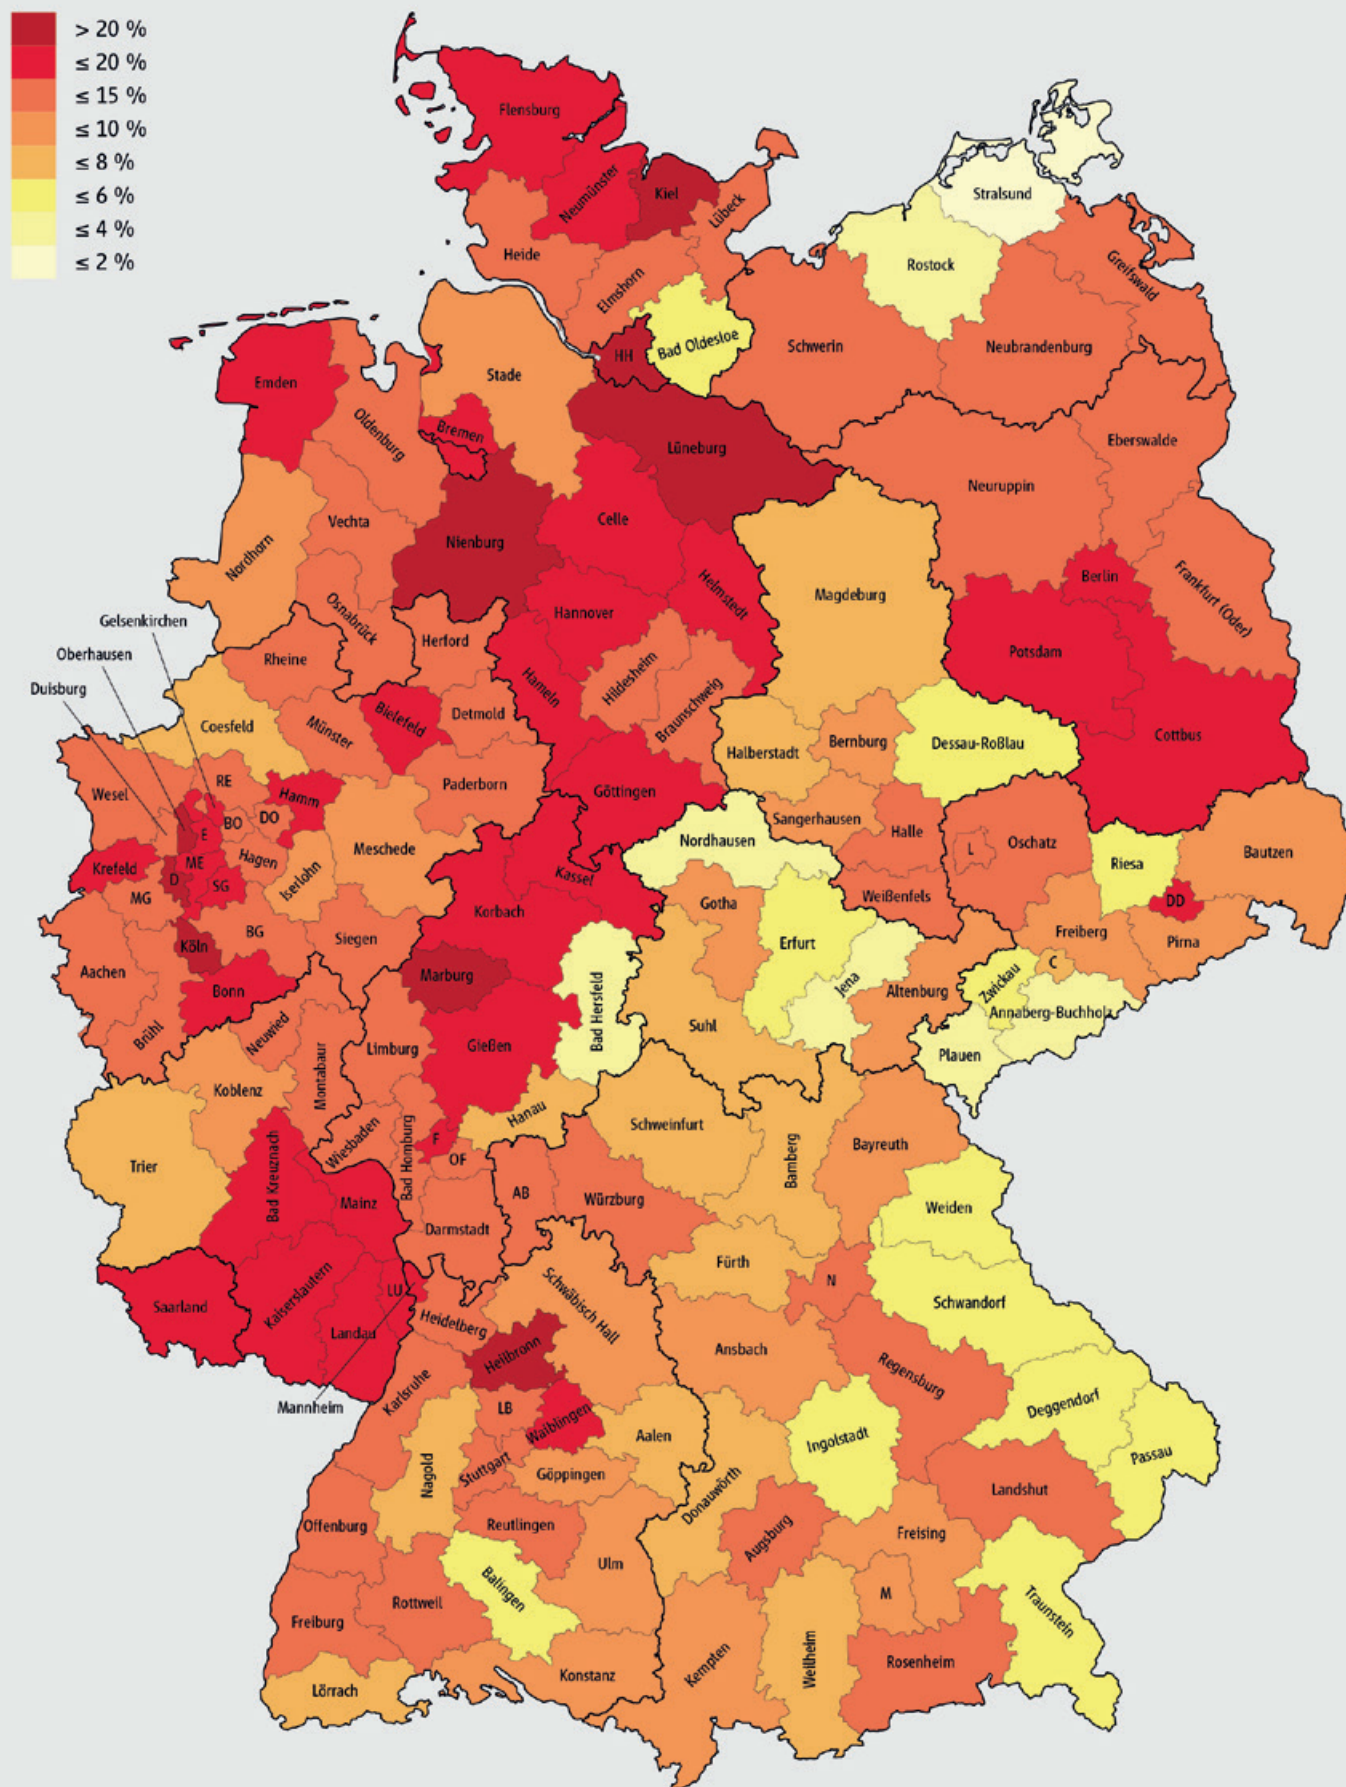 > 20 %
≤ 20 %
≤ 15 %
≤ 10 %
≤ 8 %
≤ 6 %
≤ 4 %
≤ 2 %
Flensburg
Neumünster
Kiel
Lübeck
Heide
Elmshorn
Bad Oldesloe
HH
Stralsund
Rostock
Greifswald
Schwerin
Neubrandenburg
Emden
Oldenburg
Stade
Bremen
Lüneburg
Eberswalde
Neuruppin
Nordhorn
Vechta
Nienburg
Celle
Helmstedt
Magdeburg
Berlin
Frankfurt (Oder)
Osnabrück
Hannover
Potsdam
Gelsenkirchen
Oberhausen
Duisburg
Rheine
Herford
Hameln
Hildesheim
Braunschweig
Coesfeld
Münster
Bielefeld
Detmold
Halberstadt
Bernburg
Dessau-Roßlau
Cottbus
Wesel
RE
Hamm
Paderborn
Göttingen
E
BO
DO
Sangerhausen
Halle
Oschatz
L
Nordhausen
Krefeld
ME
Hagen
Iserlohn
Meschede
Riesa
Bautzen
D
SG
MG
Korbach
Kassel
Gotha
Weißenfels
DD
Köln
BG
Siegen
Erfurt
Freiberg
Pirna
Aachen
Bonn
Marburg
Bad Hersfeld
Jena
Altenburg
Zwickau
C
Annaberg-Buchholz
Brühl
Neuwied
Limburg
Gießen
Suhl
Plauen
Koblenz
Montabaur
Hanau
Schweinfurt
Bamberg
Bayreuth
Trier
Bad Kreuznach
Wiesbaden
Bad Homburg
F
OF
AB
Würzburg
Mainz
Darmstadt
Weiden
Fürth
N
Schwandorf
Saarland
Kaiserslautern
LU
Landau
Heidelberg
Schwäbisch Hall
Heilbronn
Ansbach
Regensburg
Mannheim
Karlsruhe
LB
Waiblingen
Aalen
Ingolstadt
Deggendorf
Passau
Nagold
Stuttgart
Göppingen
Donauwörth
Landshut
Offenburg
Reutlingen
Augsburg
Freising
Ulm
Balingen
M
Traunstein
Freiburg
Rottweil
Konstanz
Kempten
Weilheim
Rosenheim
Lörrach